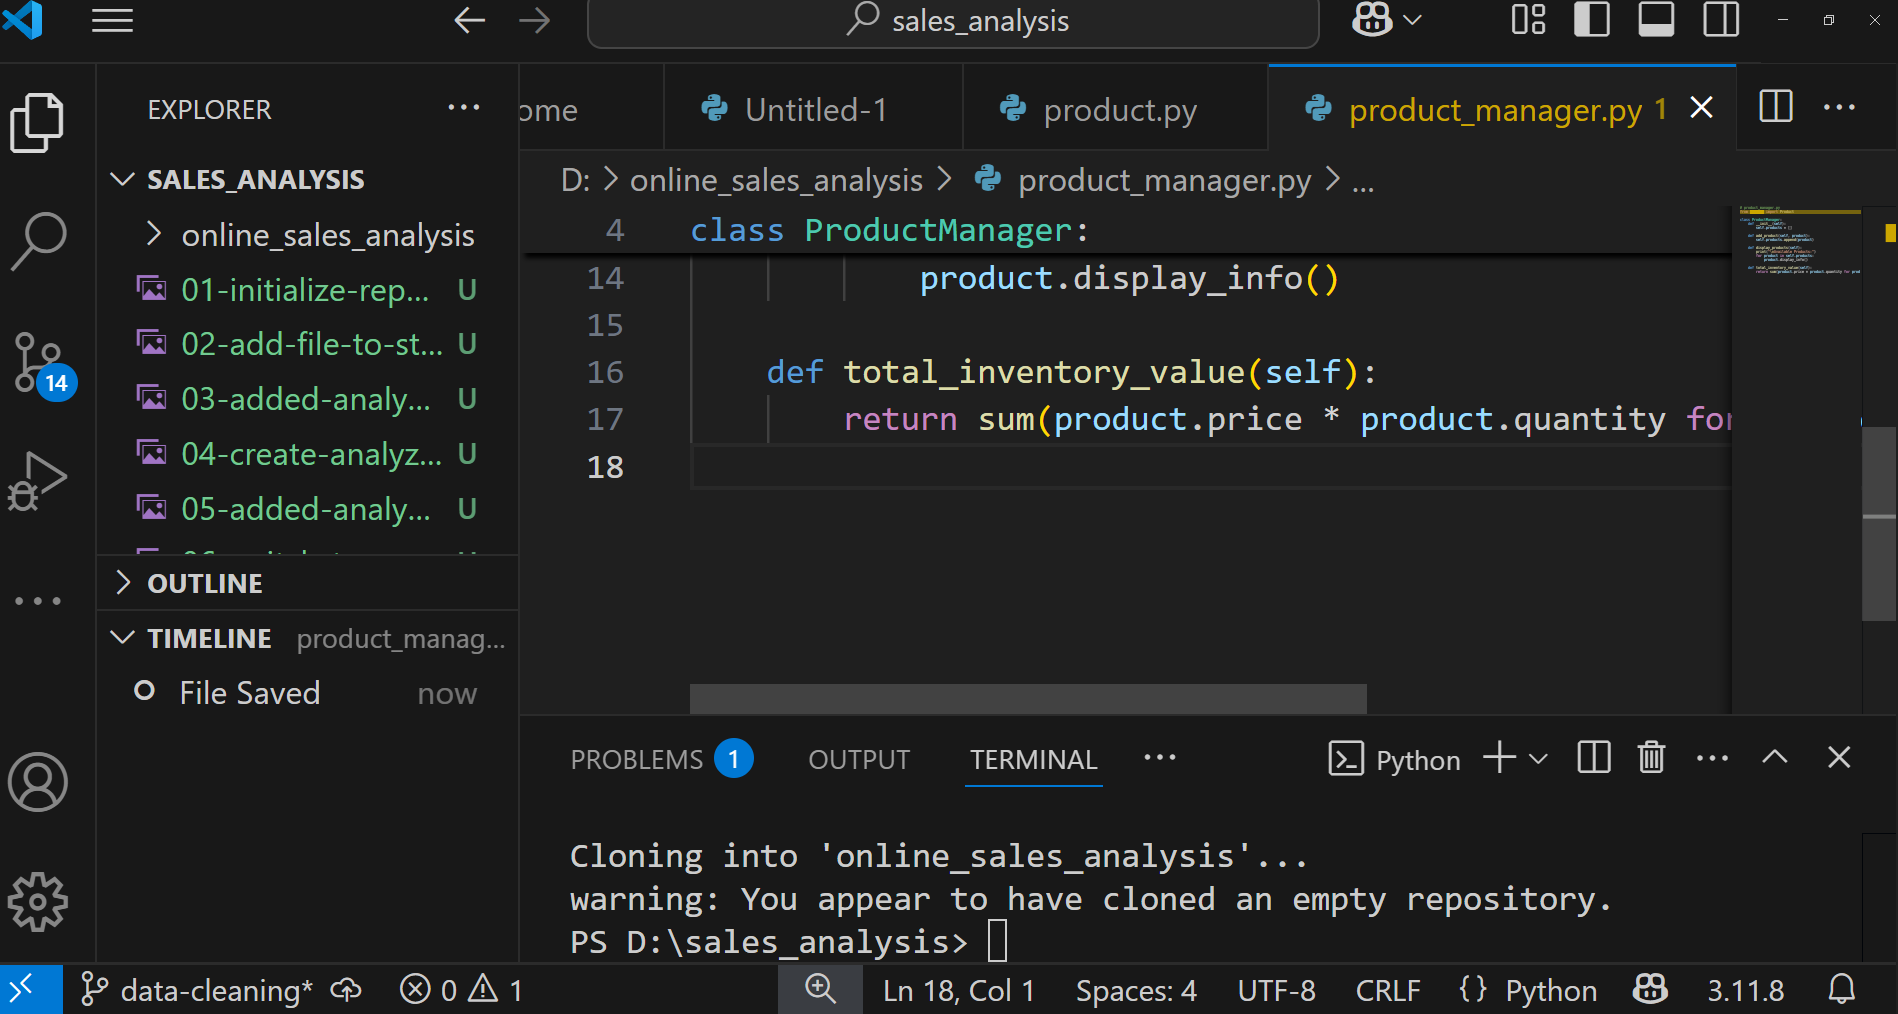 sales_analysis
EXPLORER
ome
Untitled-1
product.py
product_manager.py 1
SALES_ANALYSIS
D: > online_sales_analysis > product_manager.py > ...
online_sales_analysis
4 class ProductManager:
01-initialize-rep... U
14 product.display_info()
02-add-file-to-st... U
15
16 def total_inventory_value(self):
03-added-analy... U
17 return sum(product.price * product.quantity for
04-create-analyz... U
18
05-added-analy... U
14
OUTLINE
TIMELINE product_manag...
File Saved now
PROBLEMS 1
OUTPUT
TERMINAL
Python
Cloning into 'online_sales_analysis'...
warning: You appear to have cloned an empty repository.
PS D:\sales_analysis>
data-cleaning* 0 1 Ln 18, Col 1 Spaces: 4 UTF-8 CRLF {} Python 3.11.8